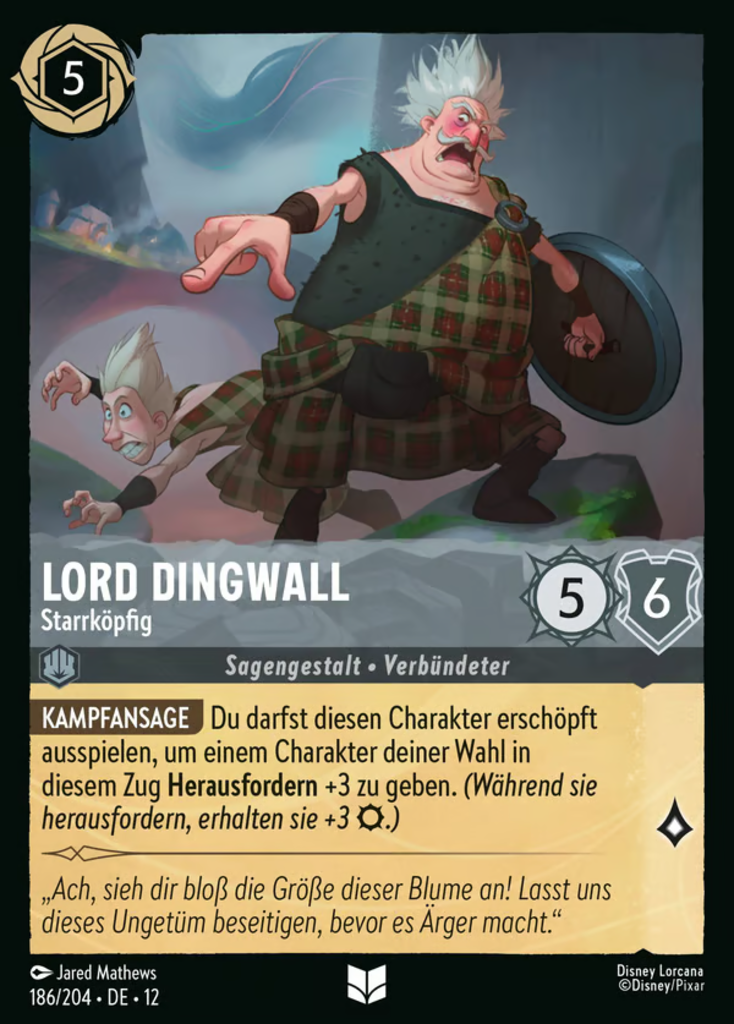 5
LORD DINGWALL
Starrköpfig
5 6
Sagengestalt • Verbündeter
KAMPFANSAGE Du darfst diesen Charakter erschöpft
ausspielen, um einem Charakter deiner Wahl in
diesem Zug Herausfordern +3 zu geben. (Während sie
herausfordern, erhalten sie +3 .)
„Ach, sieh dir bloß die Größe dieser Blume an! Lasst uns
dieses Ungetüm beseitigen, bevor es Ärger macht.“
Jared Mathews
186/204 • DE • 12
Disney Lorcana
©Disney/Pixar